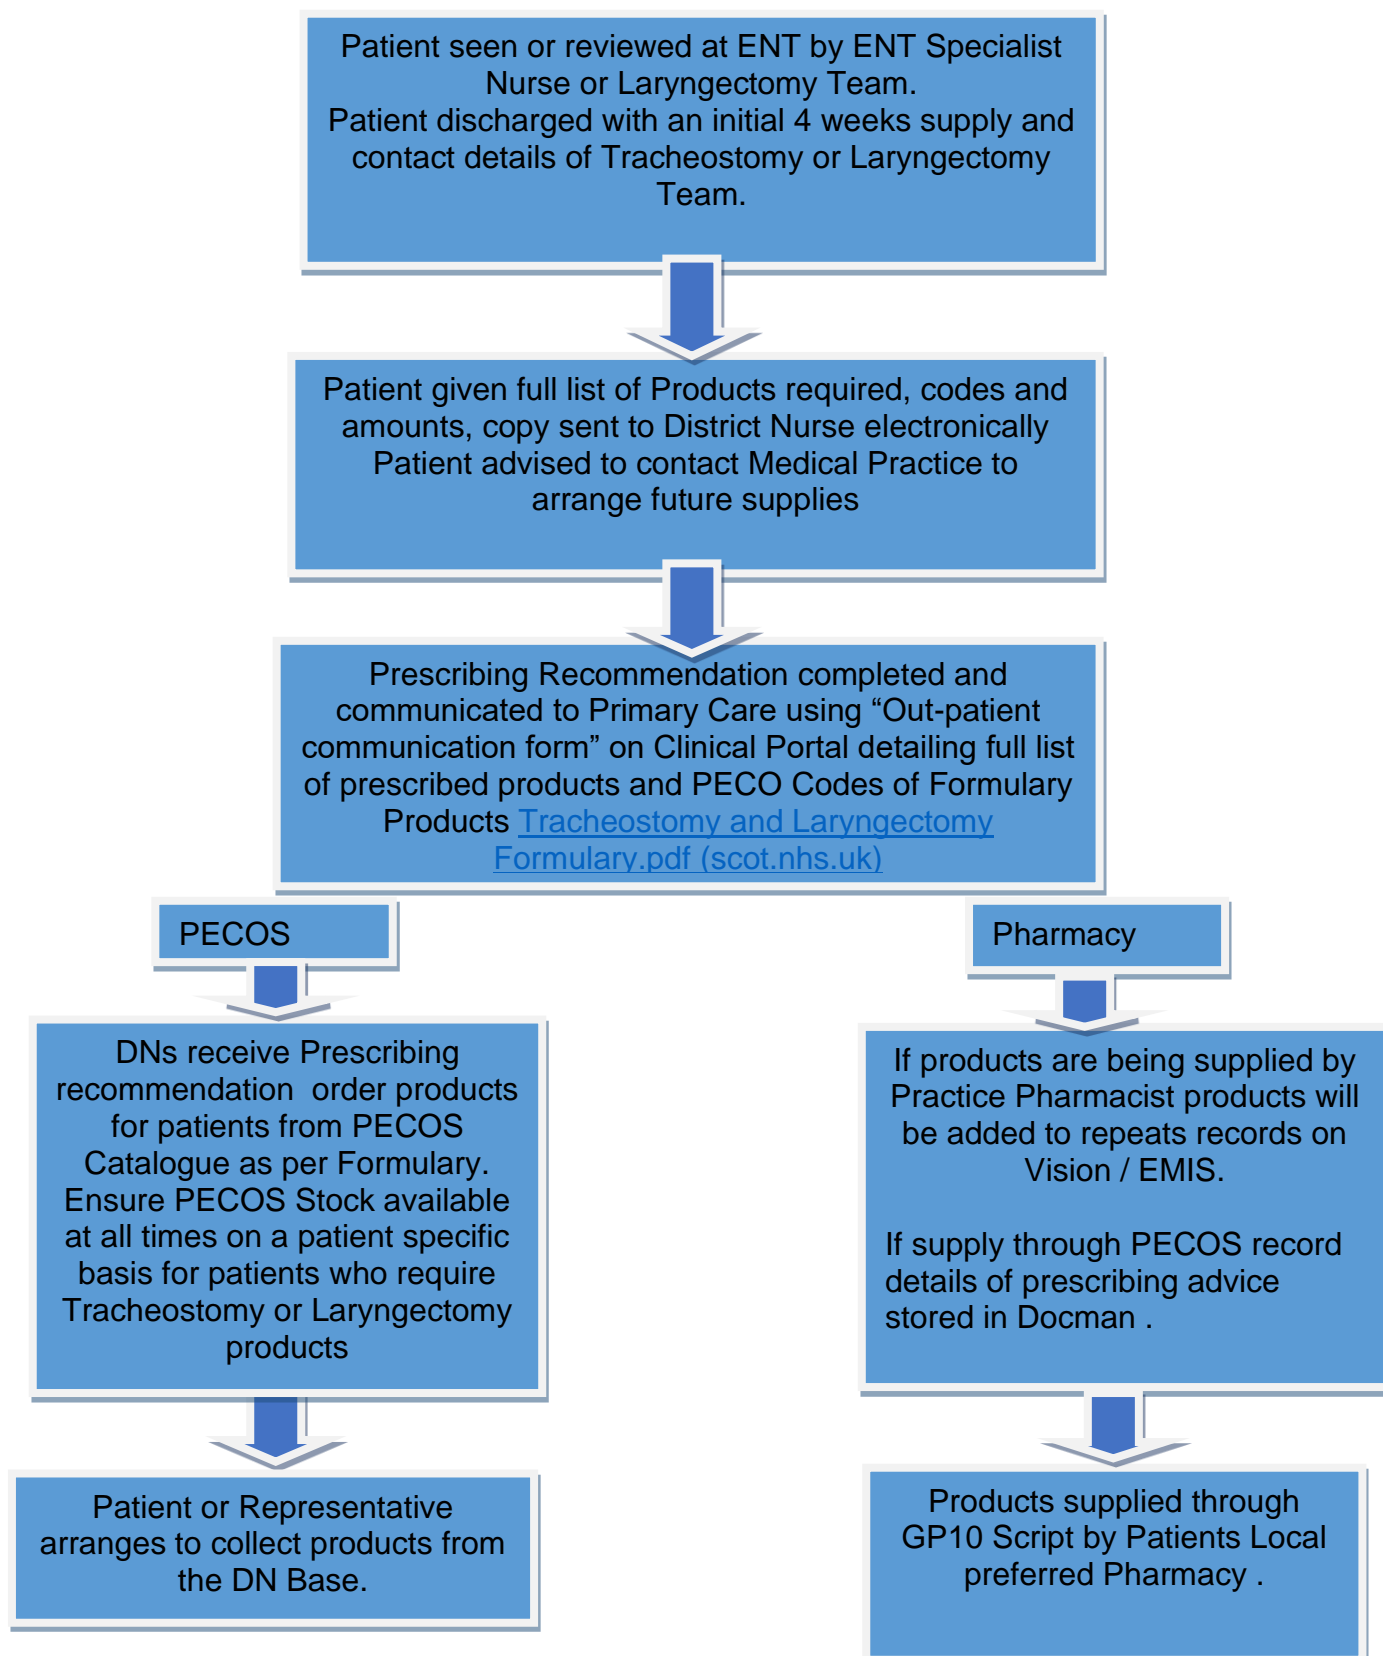 Patient seen or reviewed at ENT by ENT Specialist
Nurse or Laryngectomy Team.
Patient discharged with an initial 4 weeks supply and
contact details of Tracheostomy or Laryngectomy
Team.
Patient given full list of Products required, codes and
amounts, copy sent to District Nurse electronically
Patient advised to contact Medical Practice to
arrange future supplies
Prescribing Recommendation completed and
communicated to Primary Care using “Out-patient
communication form” on Clinical Portal detailing full list
of prescribed products and PECO Codes of Formulary
Products Tracheostomy and Laryngectomy
Formulary.pdf (scot.nhs.uk)
PECOS
DNs receive Prescribing
recommendation  order products
for patients from PECOS
Catalogue as per Formulary.
Ensure PECOS Stock available
at all times on a patient specific
basis for patients who require
Tracheostomy or Laryngectomy
products
Patient or Representative
arranges to collect products from
the DN Base.
Pharmacy
If products are being supplied by
Practice Pharmacist products will
be added to repeats records on
Vision / EMIS.
If supply through PECOS record
details of prescribing advice
stored in Docman .
Products supplied through
GP10 Script by Patients Local
preferred Pharmacy .